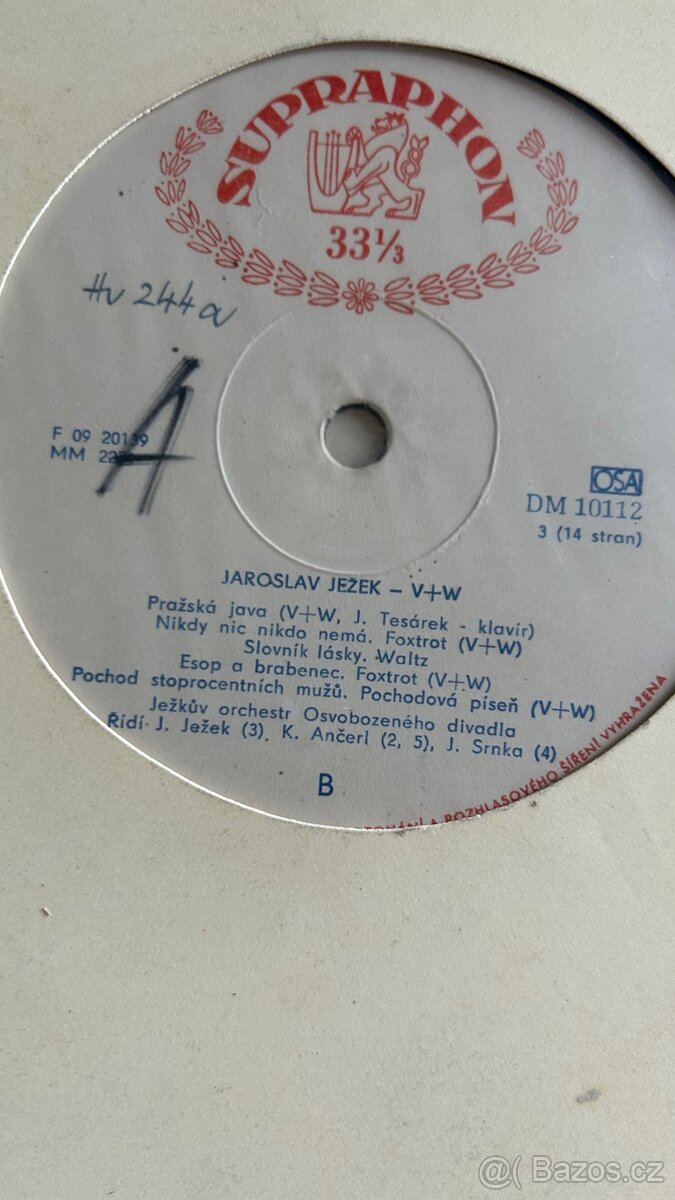 SUPRAPHON
33⅓
Hv 244a
A
F 09 20139
MM
OSA
DM 10112
3 (14 stran)
JAROSLAV JEŽEK – V+W
Pražská java (V+W, J. Tesárek - klavír)
Nikdy nic nikdo nemá. Foxtrot (V+W)
Slovník lásky. Waltz
Esop a brabenec. Foxtrot (V+W)
Pochod stoprocentních mužů. Pochodová píseň (V+W)
Ježkův orchestr Osvobozeného divadla
Řídí J. Ježek (3). K. Ančerl (2, 5), J. Srnka (4)
B
A ROZHLASOVÉHO ŠÍŘENÍ VYHRAŽENA
@( Bazos.cz